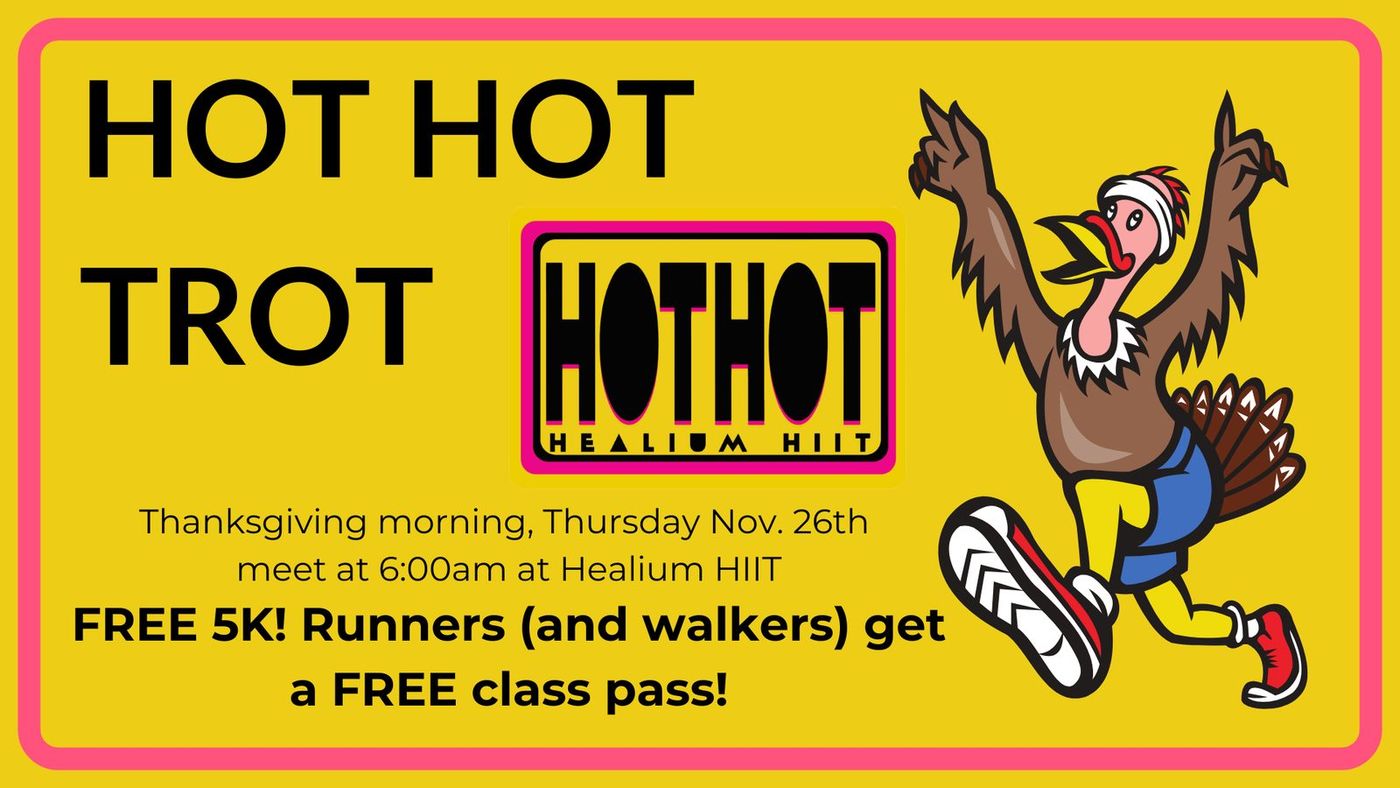 HOT HOT
TROT
HOTHOT
HEALIUM HIIT
Thanksgiving morning, Thursday Nov. 26th
meet at 6:00am at Healium HIIT
FREE 5K! Runners (and walkers) get
a FREE class pass!